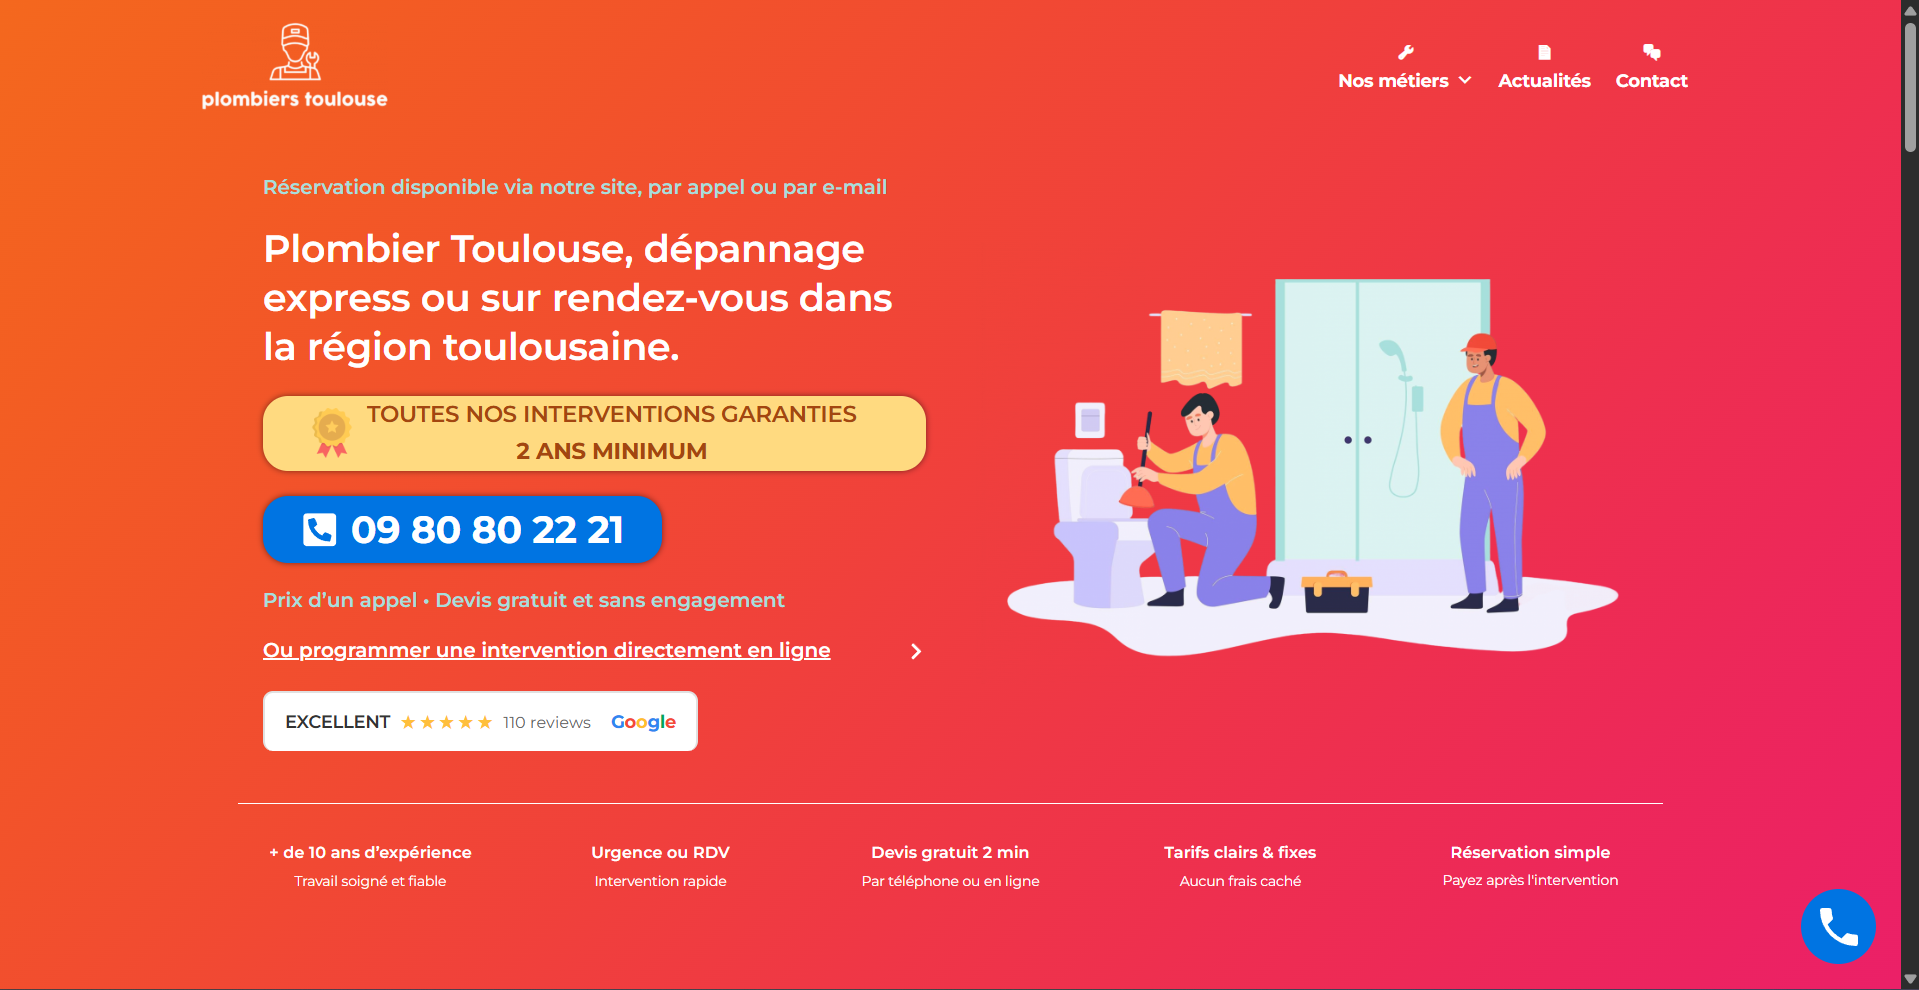 plombiers toulouse
Nos métiers
Actualités
Contact
Réservation disponible via notre site, par appel ou par e-mail
Plombier Toulouse, dépannage
express ou sur rendez-vous dans
la région toulousaine.
TOUTES NOS INTERVENTIONS GARANTIES
2 ANS MINIMUM
09 80 80 22 21
Prix d’un appel • Devis gratuit et sans engagement
Ou programmer une intervention directement en ligne
EXCELLENT 110 reviews Google
+ de 10 ans d’expérience
Travail soigné et fiable
Urgence ou RDV
Intervention rapide
Devis gratuit 2 min
Par téléphone ou en ligne
Tarifs clairs & fixes
Aucun frais caché
Réservation simple
Payez après l'intervention